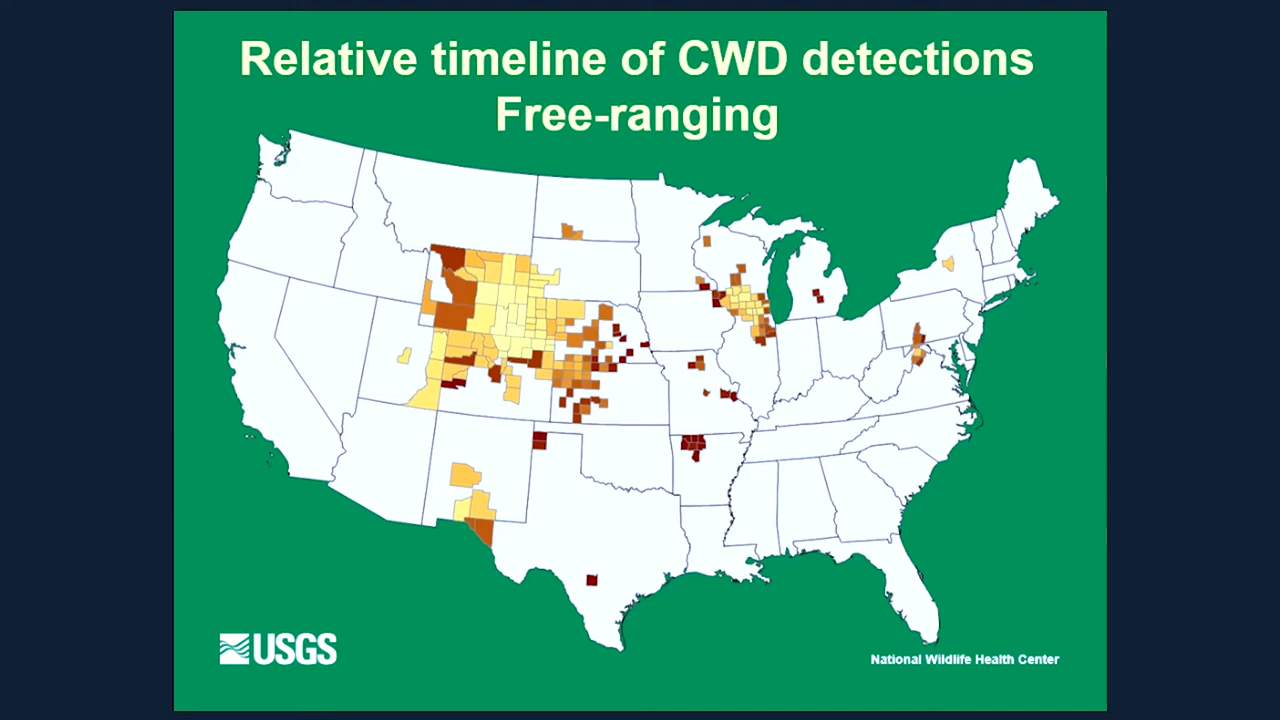 Relative timeline of CWD detections
Free-ranging
USGS
National Wildlife Health Center